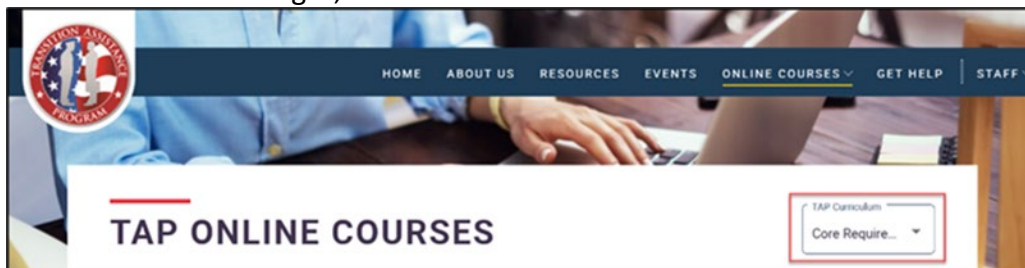 TRANSITION ASSISTANCE
PROGRAM
HOME ABOUT US RESOURCES EVENTS ONLINE COURSES GET HELP STAFF
TAP ONLINE COURSES
TAP Curriculum
Core Require...